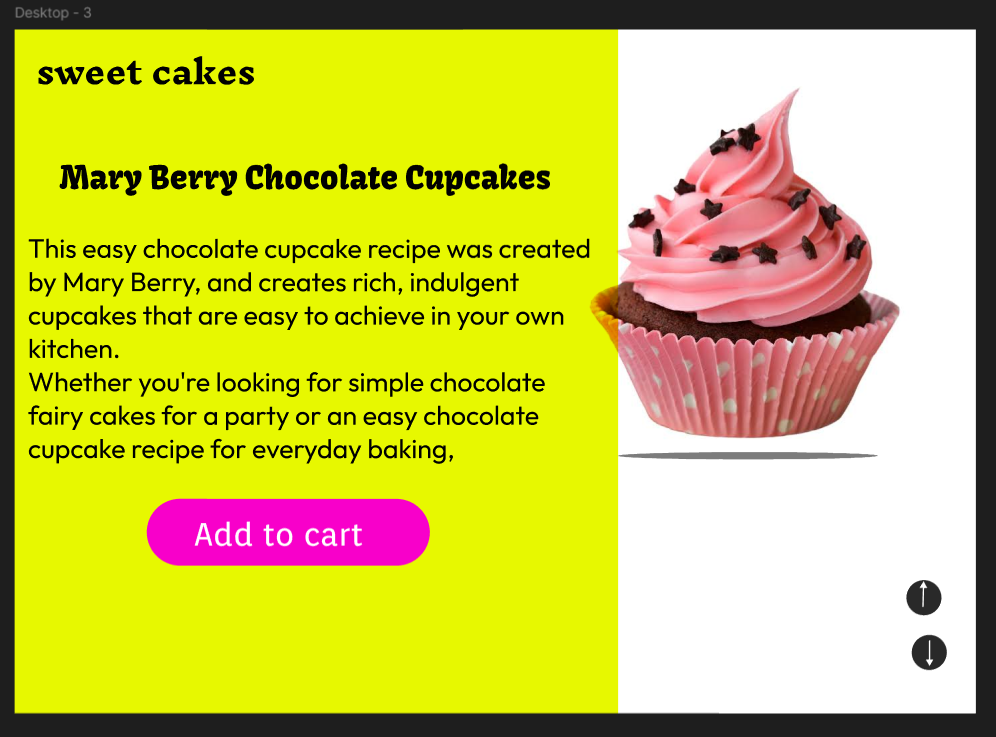 Desktop - 3
sweet cakes
Mary Berry Chocolate Cupcakes
This easy chocolate cupcake recipe was created
by Mary Berry, and creates rich, indulgent
cupcakes that are easy to achieve in your own
kitchen.
Whether you're looking for simple chocolate
fairy cakes for a party or an easy chocolate
cupcake recipe for everyday baking,
Add to cart